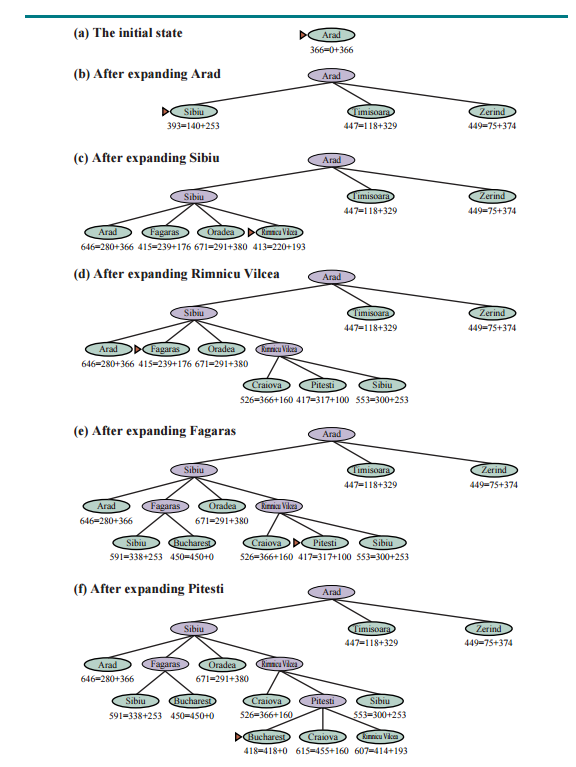 (a) The initial state
Arad
366=0+366
(b) After expanding Arad
Arad
Sibiu Timisoara Zerind
393=140+253 447=118+329 449=75+374
(c) After expanding Sibiu
Arad
Sibiu Timisoara Zerind
447=118+329 449=75+374
Arad Fagaras Oradea Rimnicu Vilcea
646=280+366 415=239+176 671=291+380 413=220+193
(d) After expanding Rimnicu Vilcea
Arad
Sibiu Timisoara Zerind
447=118+329 449=75+374
Arad Fagaras Oradea Rimnicu Vilcea
646=280+366 415=239+176 671=291+380
Craiova Pitesti Sibiu
526=366+160 417=317+100 553=300+253
(e) After expanding Fagaras
Arad
Sibiu Timisoara Zerind
447=118+329 449=75+374
Arad Fagaras Oradea Rimnicu Vilcea
646=280+366 671=291+380
Sibiu Bucharest Craiova Pitesti Sibiu
591=338+253 450=450+0 526=366+160 417=317+100 553=300+253
(f) After expanding Pitesti
Arad
Sibiu Timisoara Zerind
447=118+329 449=75+374
Arad Fagaras Oradea Rimnicu Vilcea
646=280+366 671=291+380
Sibiu Bucharest Craiova Pitesti Sibiu
591=338+253 450=450+0 526=366+160 553=300+253
Bucharest Craiova Rimnicu Vilcea
418=418+0 615=455+160 607=414+193